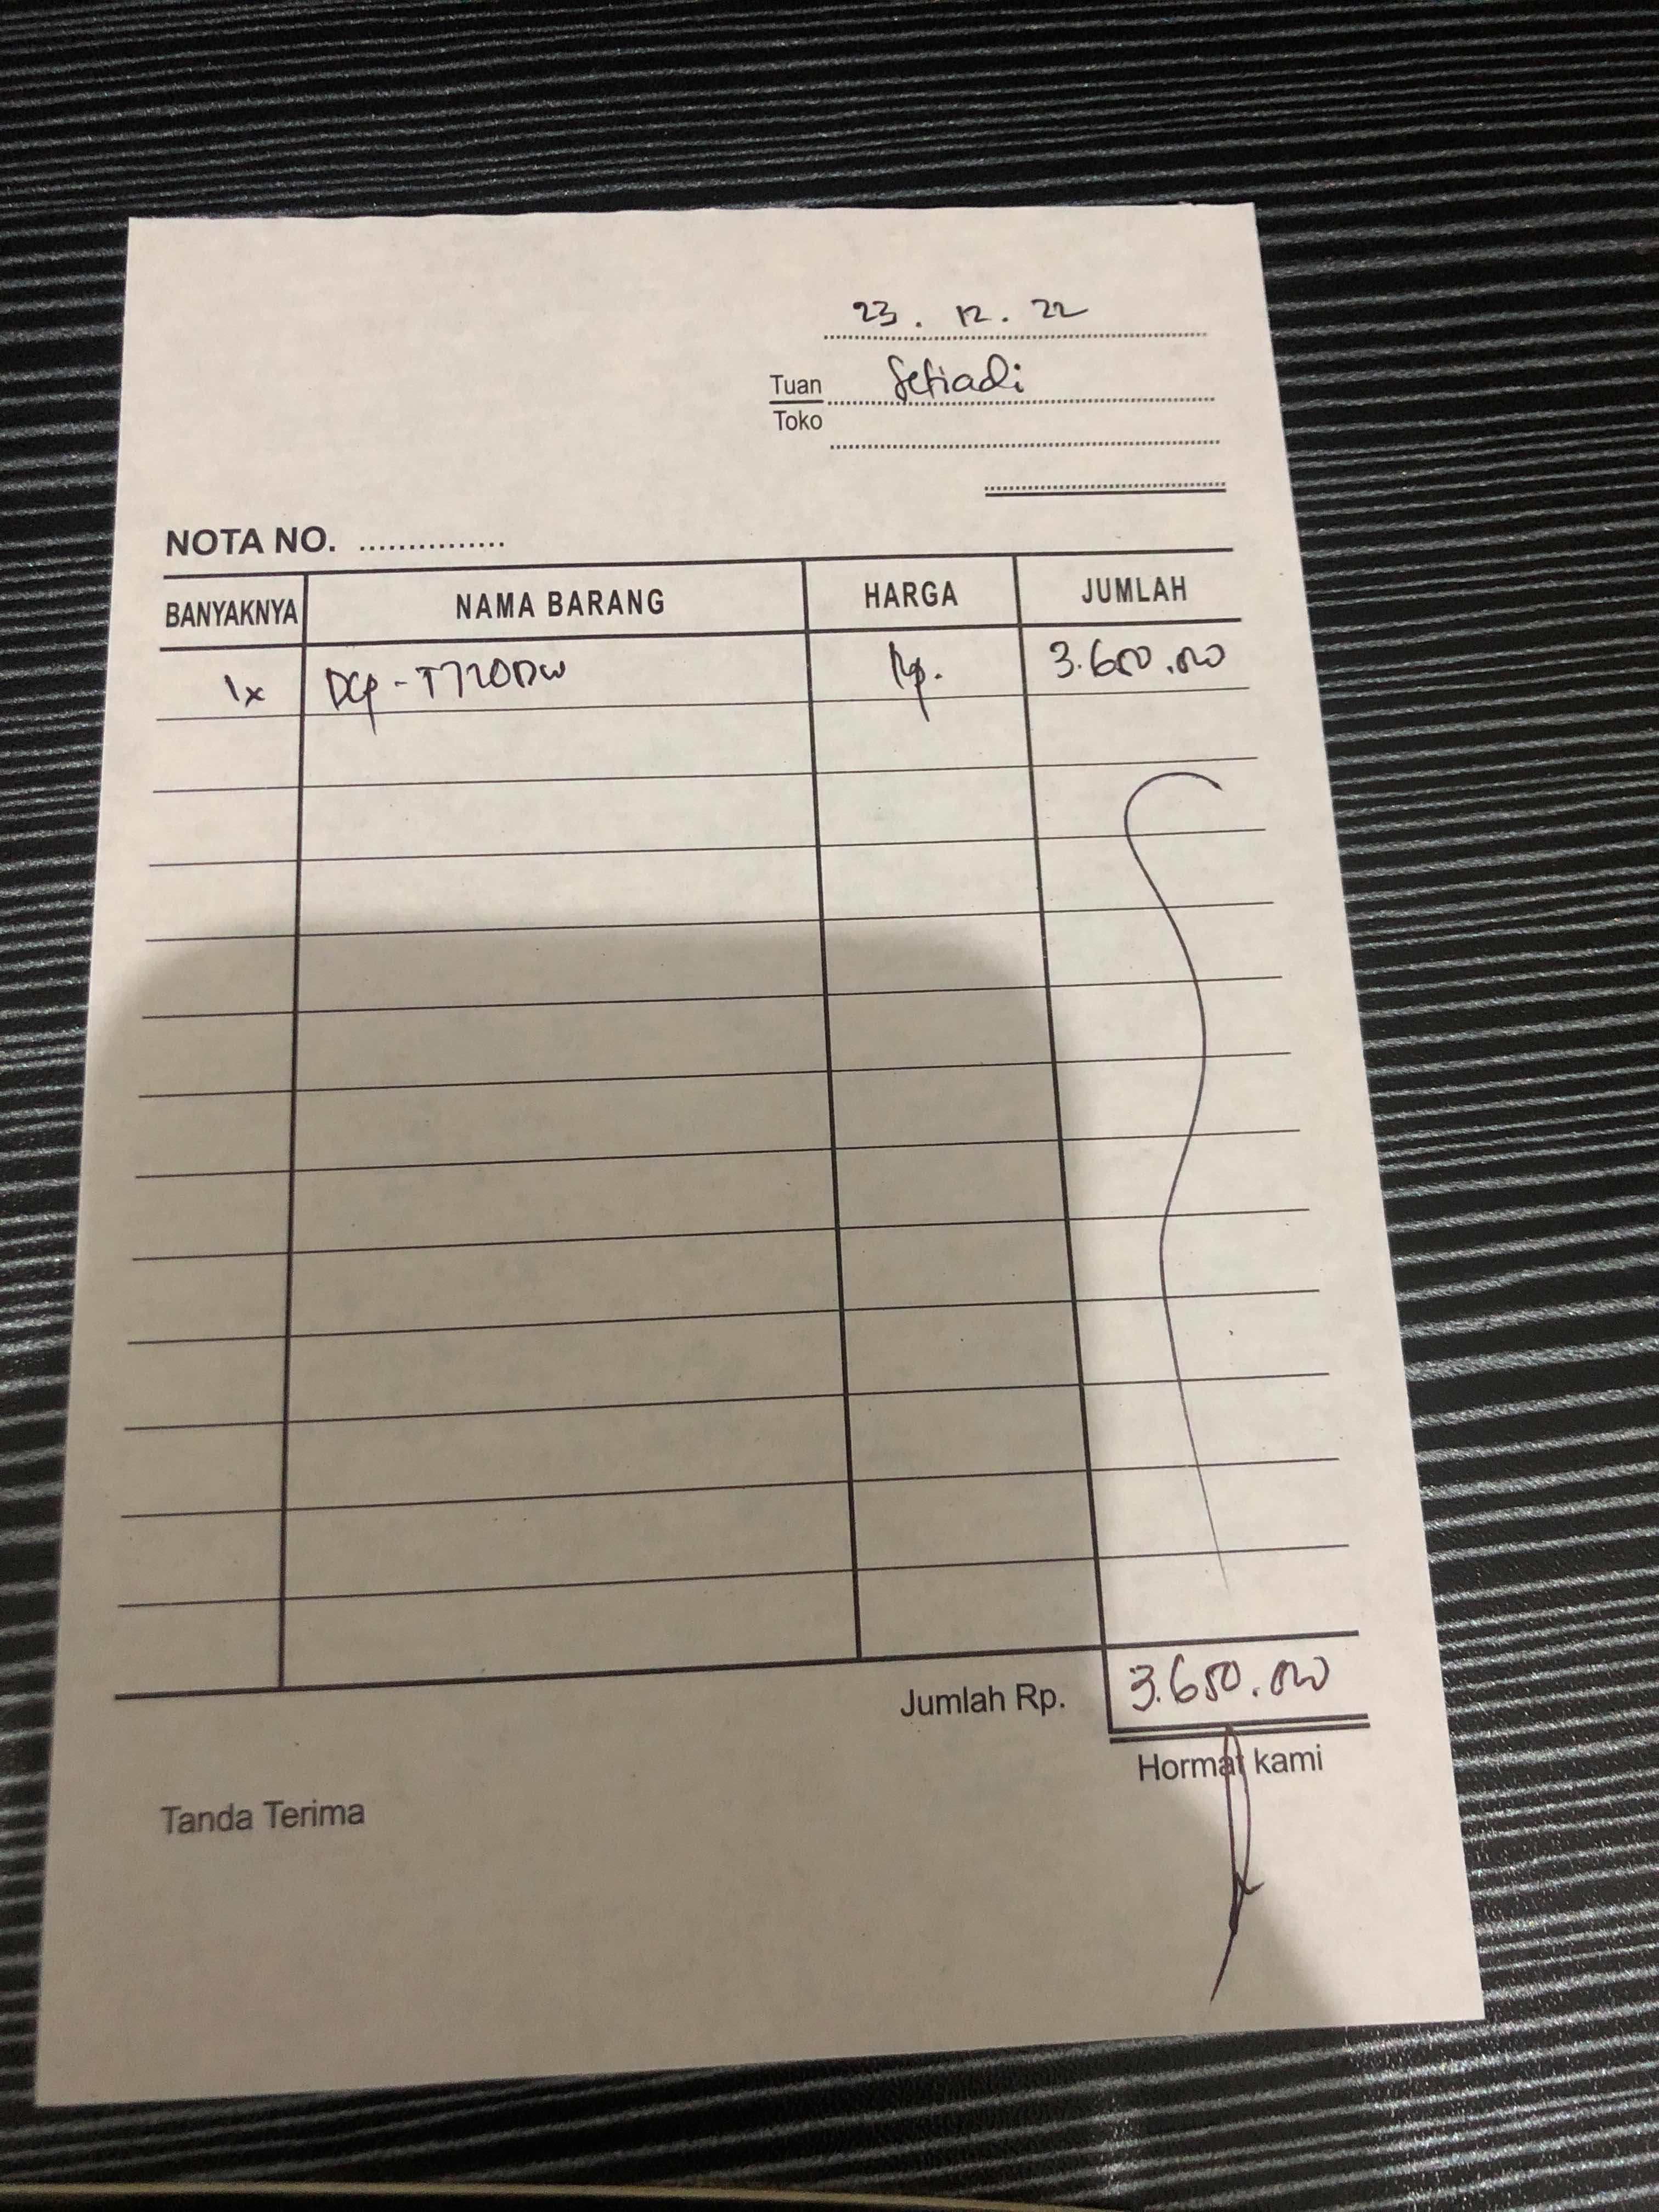 23. 12. 22
Tuan Setiadi
Toko
NOTA NO. ...............
BANYAKNYA NAMA BARANG HARGA JUMLAH
1x DCP-T720DW Rp. 3.650.000
Jumlah Rp. 3.650.000
Hormat kami
Tanda Terima